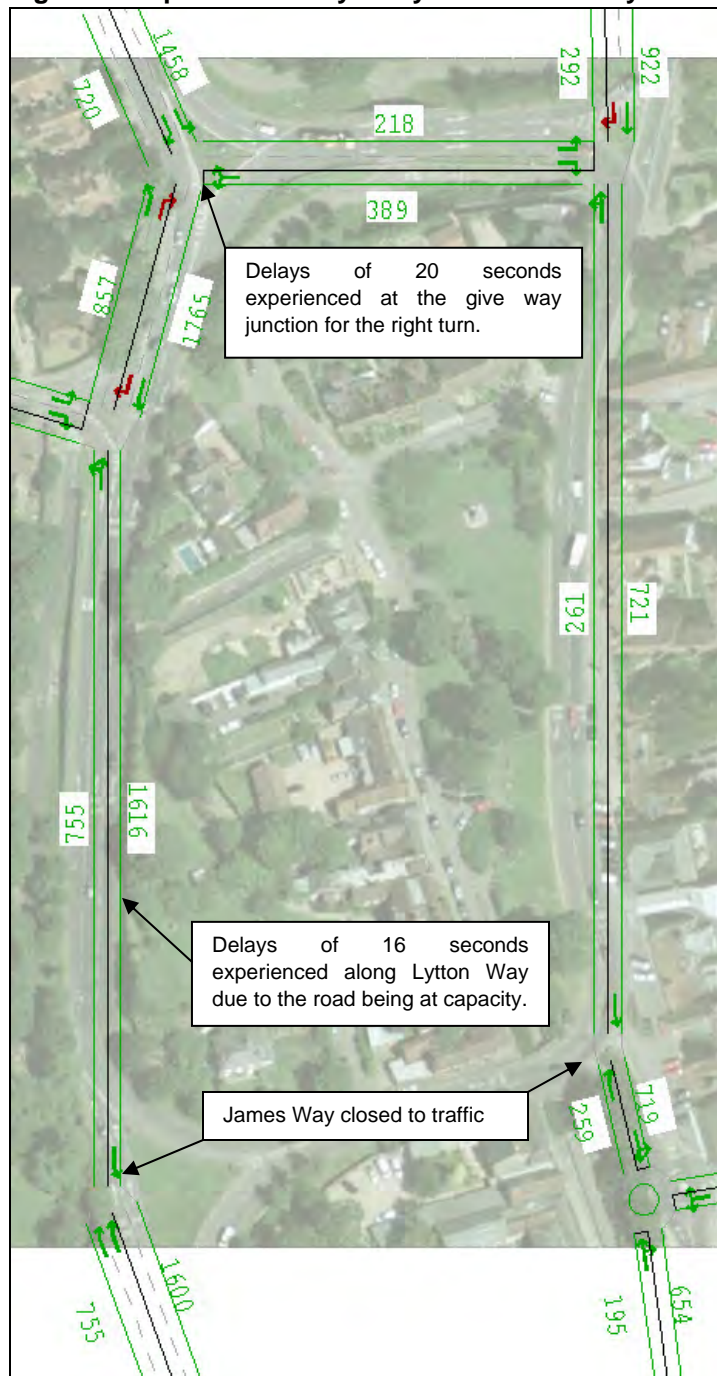 1458
292
922
720
218
389
Delays of 20 seconds
experienced at the give way
junction for the right turn.
857
1765
261
721
755
1616
Delays of 16 seconds
experienced along Lytton Way
due to the road being at capacity.
James Way closed to traffic
259
719
755
1600
195
654